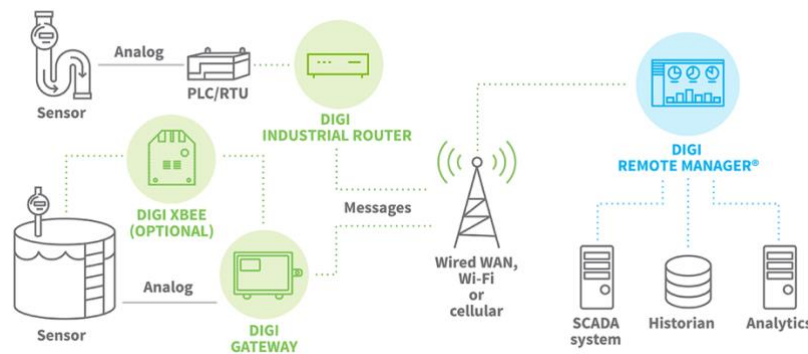 Analog
Sensor
PLC/RTU
DIGI
INDUSTRIAL ROUTER
DIGI
REMOTE MANAGER®
DIGI XBEE
(OPTIONAL)
Messages
Wired WAN,
Wi-Fi
or
cellular
Analog
Sensor
DIGI
GATEWAY
SCADA
system
Historian
Analytics